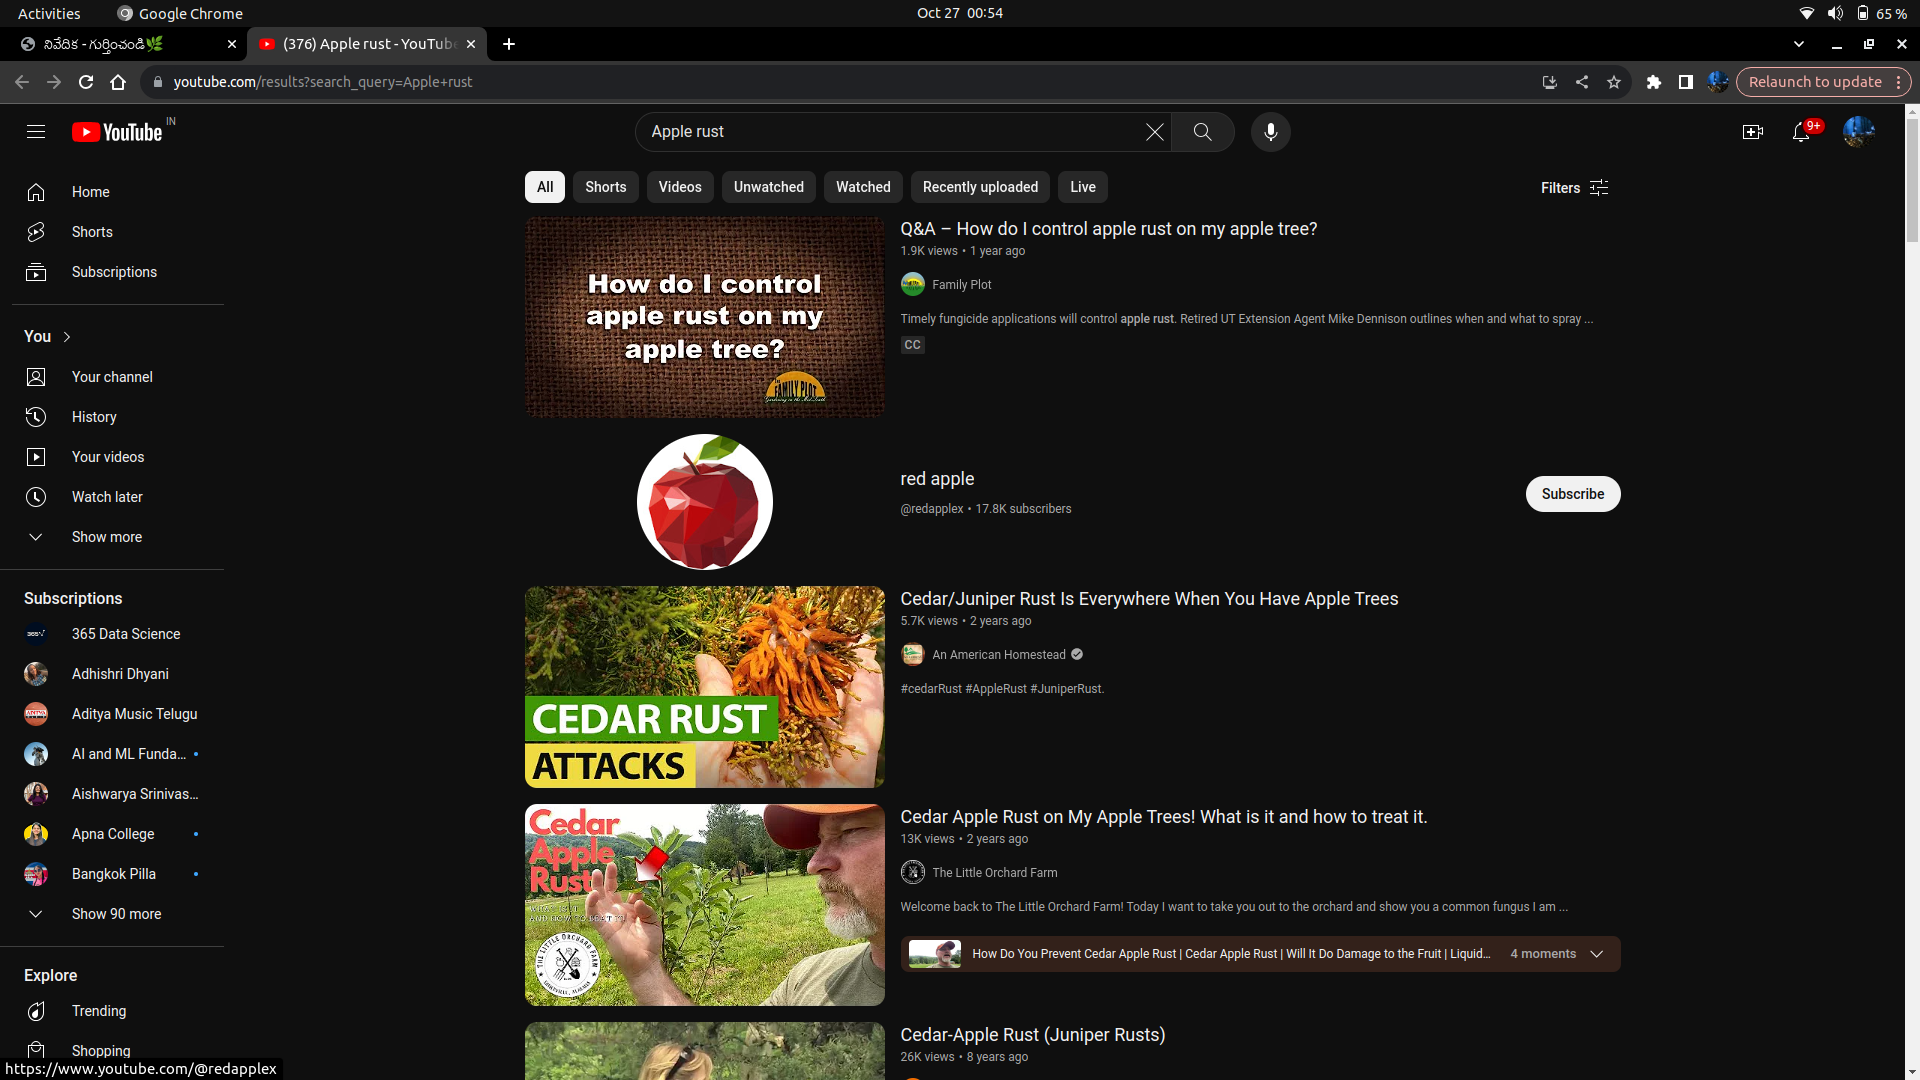 Activities
Google Chrome
Oct 27 00:54
65 %
నివేదిక - గుర్తించండి🌿
(376) Apple rust - YouTube
youtube.com/results?search_query=Apple+rust
Relaunch to update
YouTube IN
Apple rust
9+
All
Shorts
Videos
Unwatched
Watched
Recently uploaded
Live
Filters
Home
Shorts
Subscriptions
You
Your channel
History
Your videos
Watch later
Show more
Subscriptions
365 Data Science
Adhishri Dhyani
Aditya Music Telugu
AI and ML Funda...
Aishwarya Srinivas...
Apna College
Bangkok Pilla
Show 90 more
Explore
Trending
Shopping
https://www.youtube.com/@redapplex
How do I control
apple rust on my
apple tree?
FAMILY PLOT
Q&A – How do I control apple rust on my apple tree?
1.9K views • 1 year ago
Family Plot
Timely fungicide applications will control apple rust. Retired UT Extension Agent Mike Dennison outlines when and what to spray ...
CC
red apple
@redapplex • 17.8K subscribers
Subscribe
CEDAR RUST
ATTACKS
Cedar/Juniper Rust Is Everywhere When You Have Apple Trees
5.7K views • 2 years ago
An American Homestead
#cedarRust #AppleRust #JuniperRust.
Cedar
Apple
Rust
THE LITTLE ORCHARD FARM
Cedar Apple Rust on My Apple Trees! What is it and how to treat it.
13K views • 2 years ago
The Little Orchard Farm
Welcome back to The Little Orchard Farm! Today I want to take you out to the orchard and show you a common fungus I am ...
How Do You Prevent Cedar Apple Rust | Cedar Apple Rust | Will It Do Damage to the Fruit | Liquid...
4 moments
Cedar-Apple Rust (Juniper Rusts)
26K views • 8 years ago